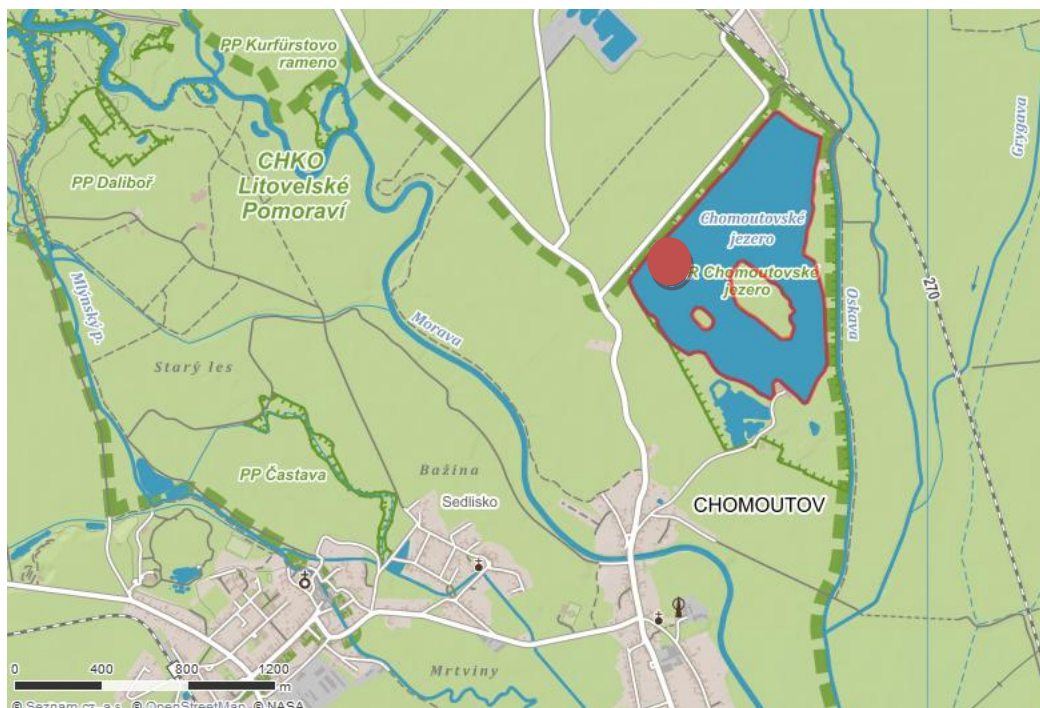 PP Kurfürstovo
rameno
CHKO
Litovelské
Pomoraví
PP Daliboř
Grygava
Chomoutovské
jezero
R Chomoutovské
jezero
270
Mlýnský p.
Morava
Oskava
Starý les
PP Častava
Bažina
Sedlisko
CHOMOUTOV
Mrtviny
0 400 800 1200
m
© Seznam.cz, a.s. © OpenStreetMap © NASA